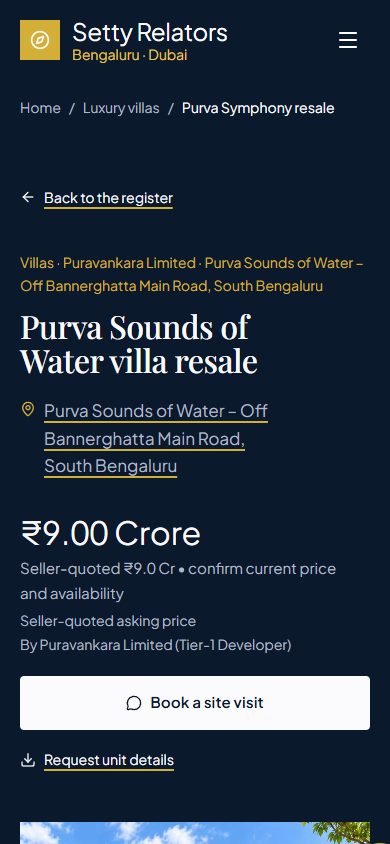 Setty Relators
Bengaluru · Dubai
Home / Luxury villas / Purva Symphony resale
Back to the register
Villas · Puravankara Limited · Purva Sounds of Water –
Off Bannerghatta Main Road, South Bengaluru
Purva Sounds of
Water villa resale
Purva Sounds of Water – Off
Bannerghatta Main Road,
South Bengaluru
₹9.00 Crore
Seller-quoted ₹9.0 Cr • confirm current price
and availability
Seller-quoted asking price
By Puravankara Limited (Tier-1 Developer)
Book a site visit
Request unit details